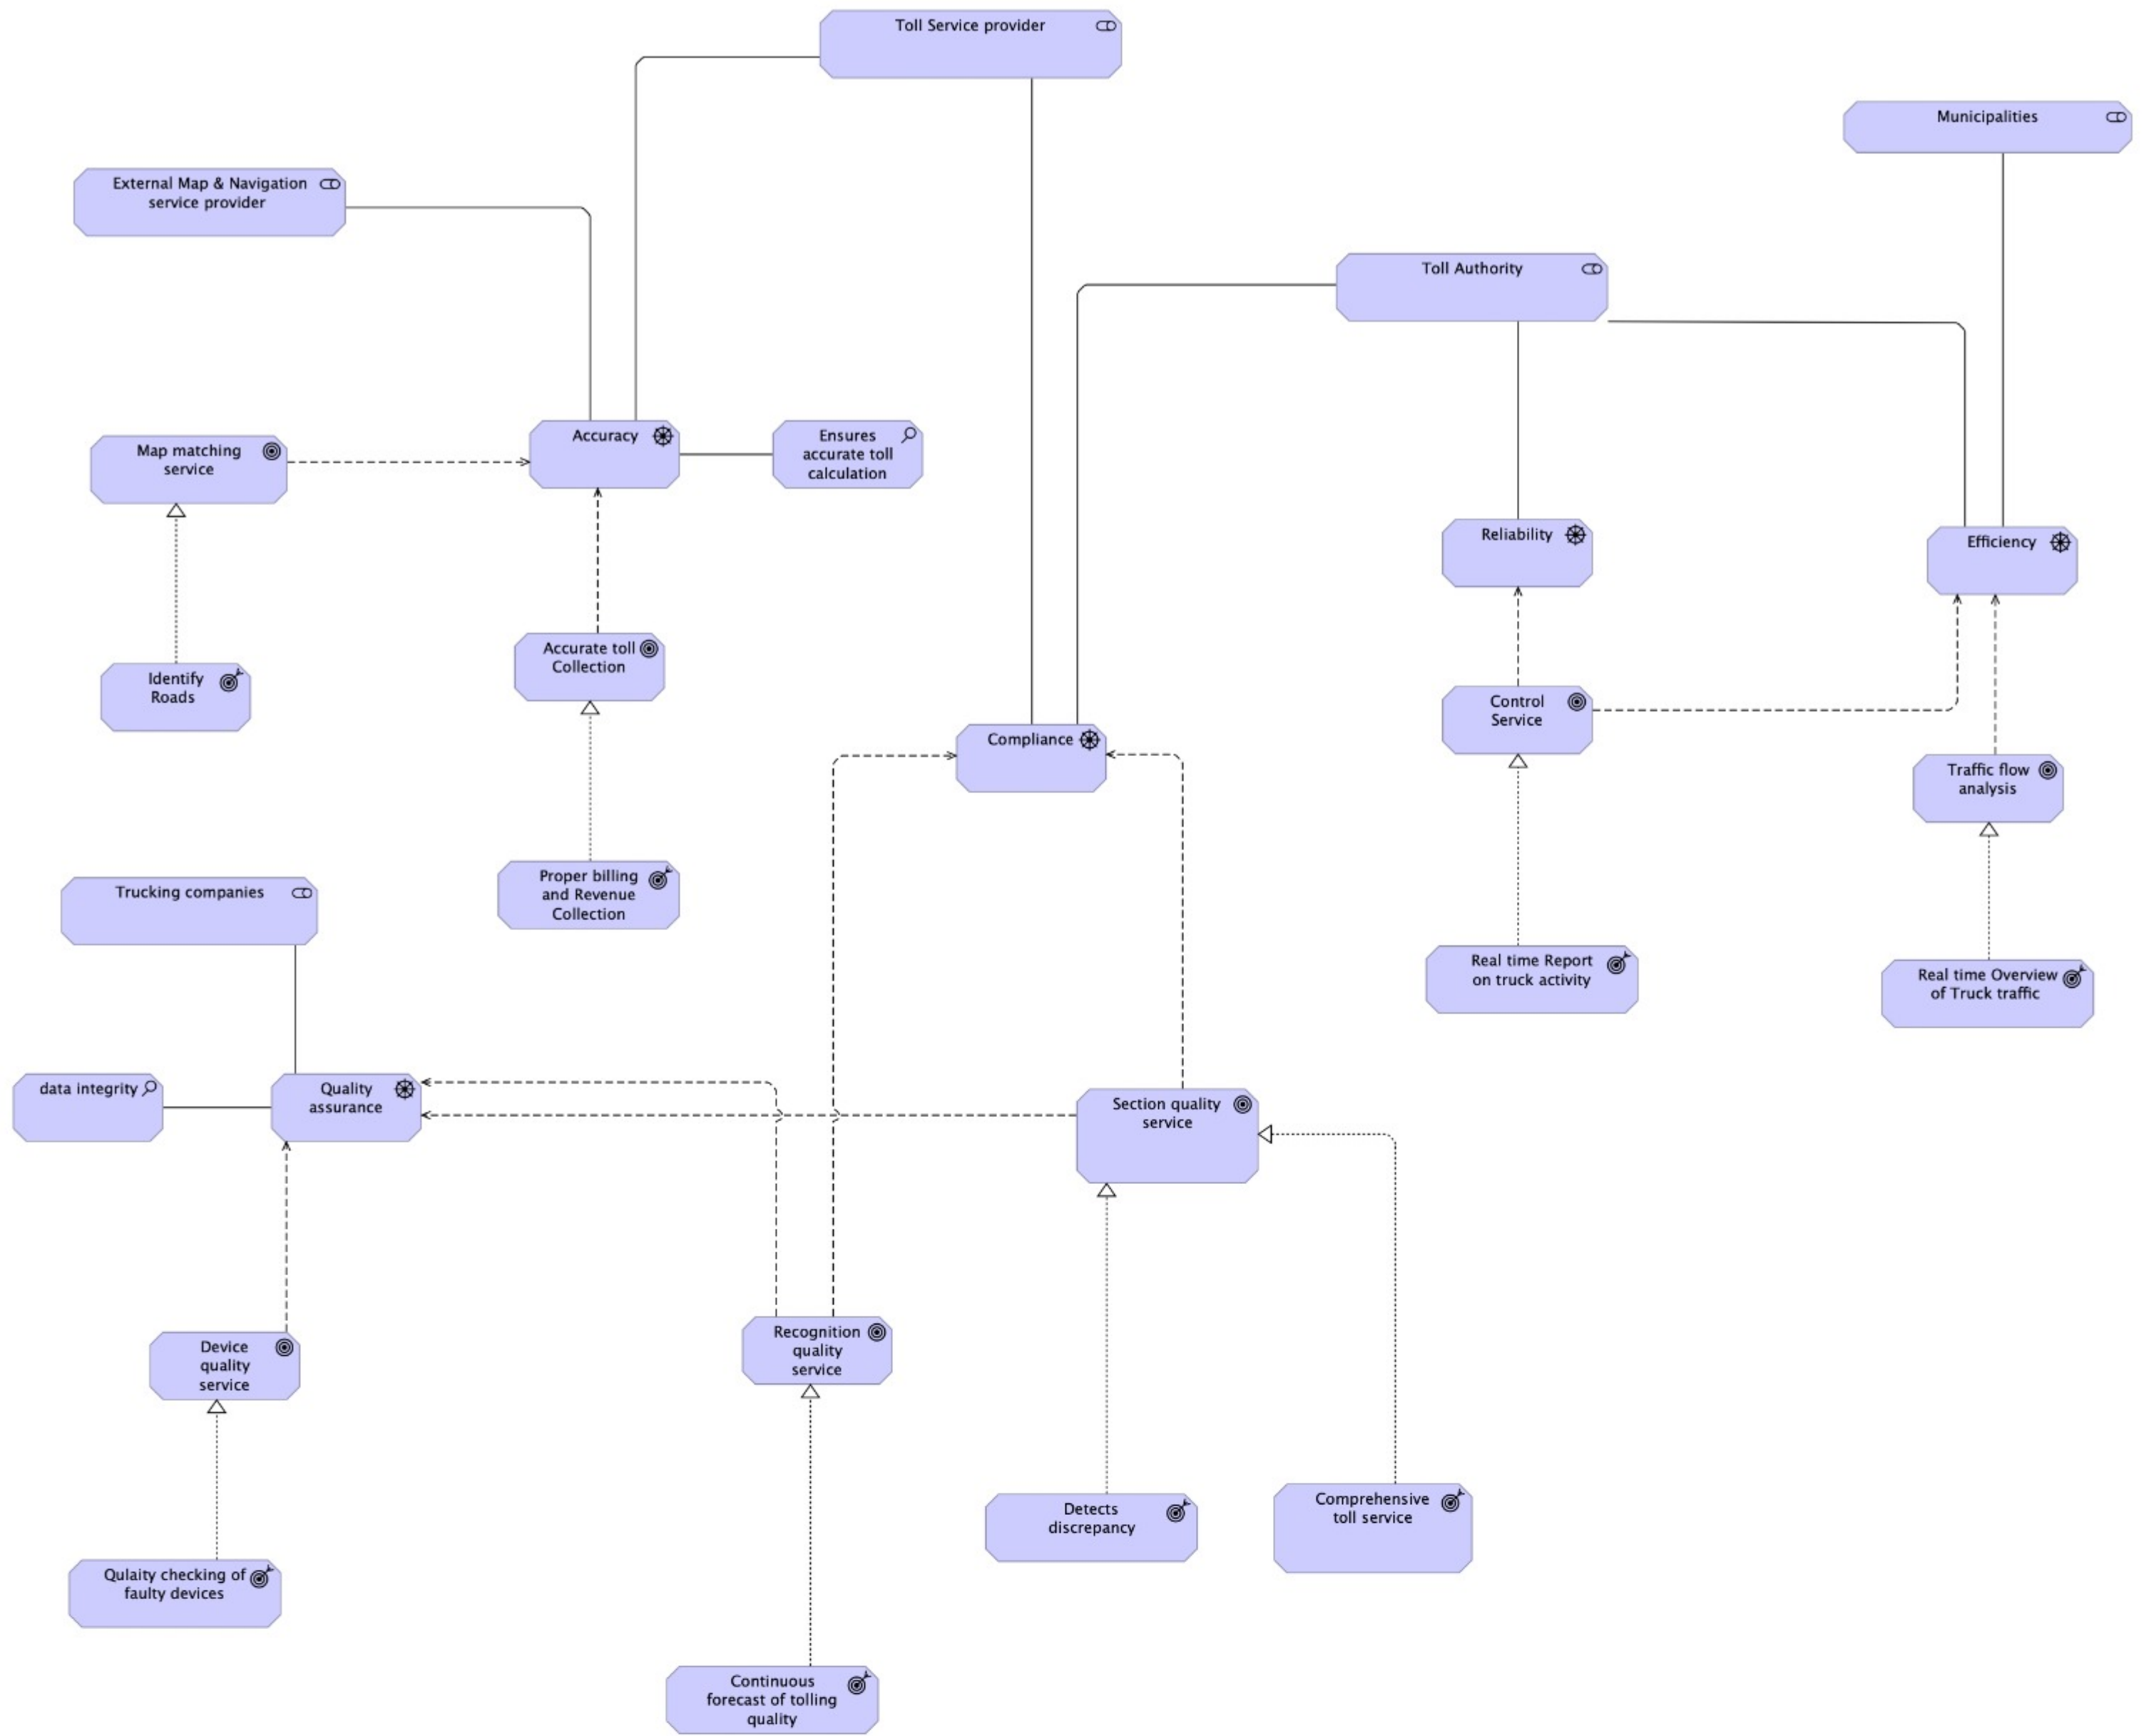 Toll Service provider
Municipalities
External Map & Navigation
service provider
Toll Authority
Accuracy
Ensures
accurate toll
calculation
Map matching
service
Reliability
Efficiency
Accurate toll
Collection
Identify
Roads
Control
Service
Compliance
Traffic flow
analysis
Proper billing
and Revenue
Collection
Trucking companies
Real time Report
on truck activity
Real time Overview
of Truck traffic
data integrity
Quality
assurance
Section quality
service
Recognition
quality
service
Device
quality
service
Detects
discrepancy
Comprehensive
toll service
Qulaity checking of
faulty devices
Continuous
forecast of tolling
quality